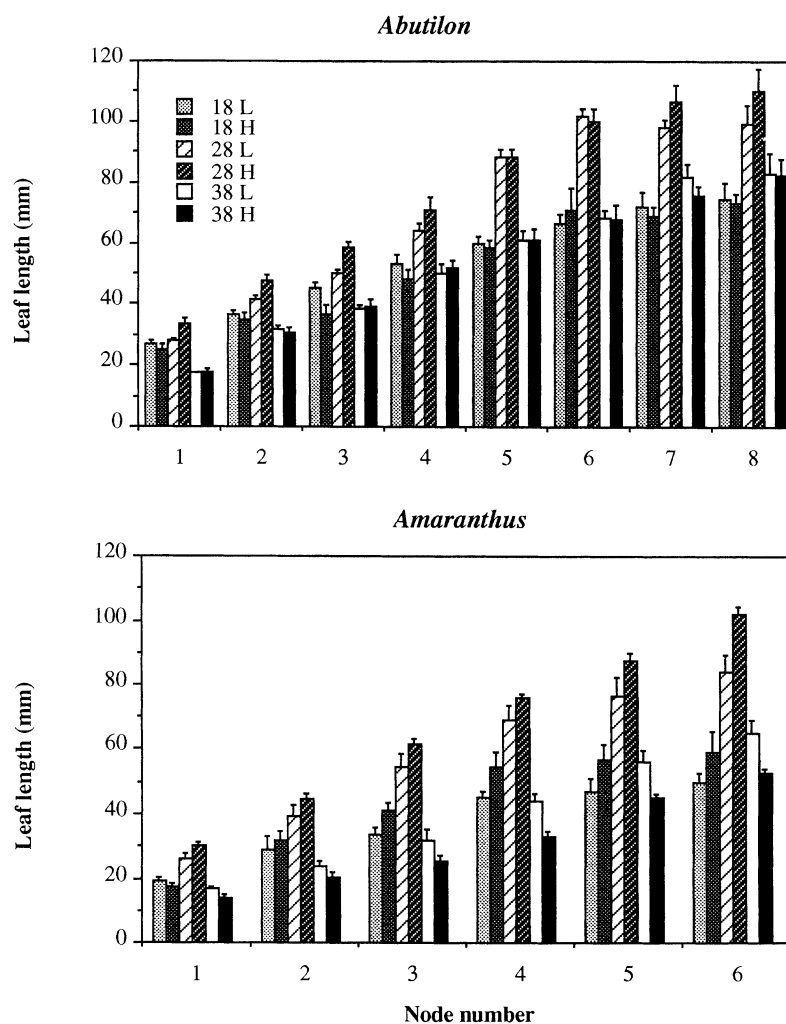 Abutilon
120
100
80
60
40
20
0
Leaf length (mm)
18 L
18 H
28 L
28 H
38 L
38 H
1 2 3 4 5 6 7 8
Amaranthus
120
100
80
60
40
20
0
Leaf length (mm)
1 2 3 4 5 6
Node number